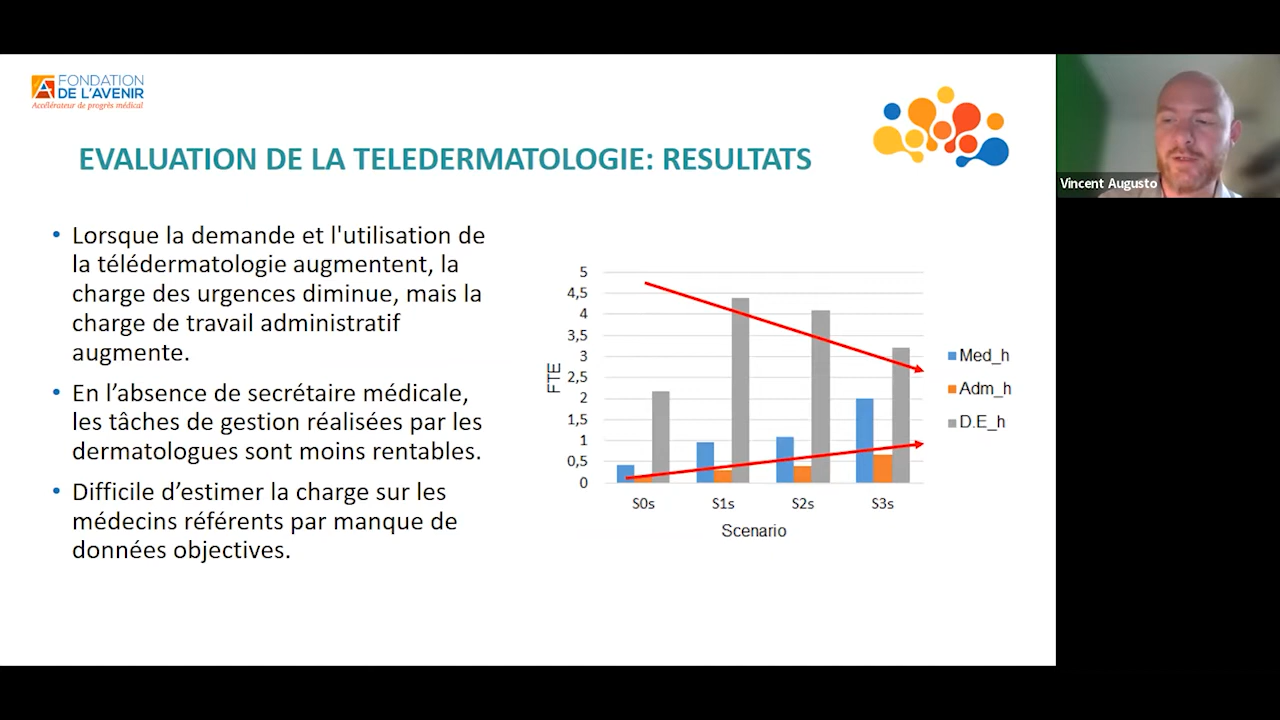 FONDATION
DE L'AVENIR
Accélérateur de progrès médical
EVALUATION DE LA TELEDERMATOLOGIE: RESULTATS
• Lorsque la demande et l'utilisation de
la télédermatologie augmentent, la
charge des urgences diminue, mais la
charge de travail administratif
augmente.
• En l’absence de secrétaire médicale,
les tâches de gestion réalisées par les
dermatologues sont moins rentables.
• Difficile d’estimer la charge sur les
médecins référents par manque de
données objectives.
5
4,5
4
3,5
3
2,5
2
1,5
1
0,5
0
FTE
S0s S1s S2s S3s
Scenario
Med_h
Adm_h
D.E_h
Vincent Augusto